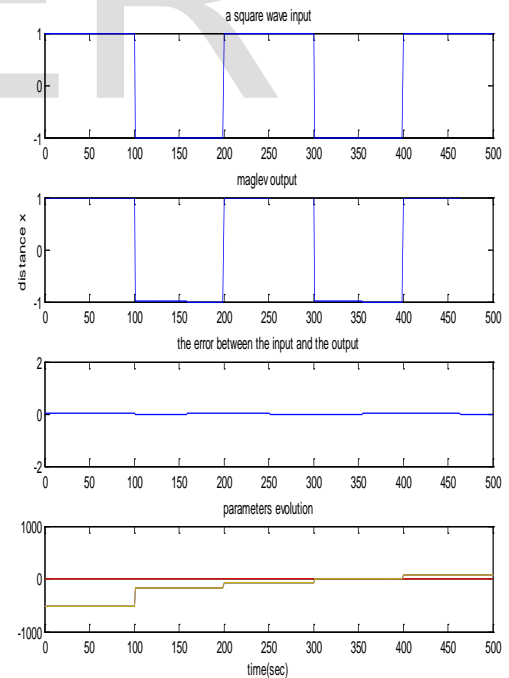 ER
a square wave input
1
0
-1
0 50 100 150 200 250 300 350 400 450 500
maglev output
distance x
1
0
-1
0 50 100 150 200 250 300 350 400 450 500
the error between the input and the output
2
0
-2
0 50 100 150 200 250 300 350 400 450 500
parameters evolution
1000
0
-1000
0 50 100 150 200 250 300 350 400 450 500
time(sec)